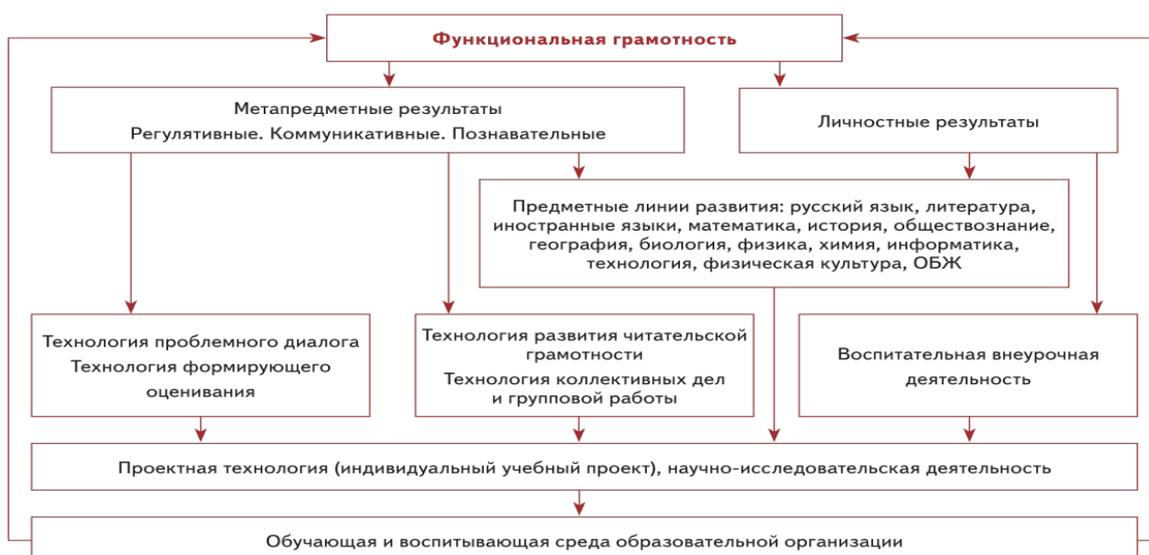 Функциональная грамотность
Метапредметные результаты
Регулятивные. Коммуникативные. Познавательные
Личностные результаты
Предметные линии развития: русский язык, литература,
иностранные языки, математика, история, обществознание,
география, биология, физика, химия, информатика,
технология, физическая культура, ОБЖ
Технология проблемного диалога
Технология формирующего
оценивания
Технология развития читательской
грамотности
Технология коллективных дел
и групповой работы
Воспитательная внеурочная
деятельность
Проектная технология (индивидуальный учебный проект), научно-исследовательская деятельность
Обучающая и воспитывающая среда образовательной организации